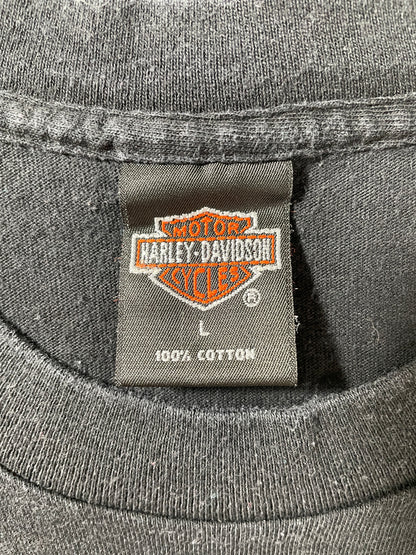 MOTOR
HARLEY-DAVIDSON
CYCLES
®
L
100% COTTON